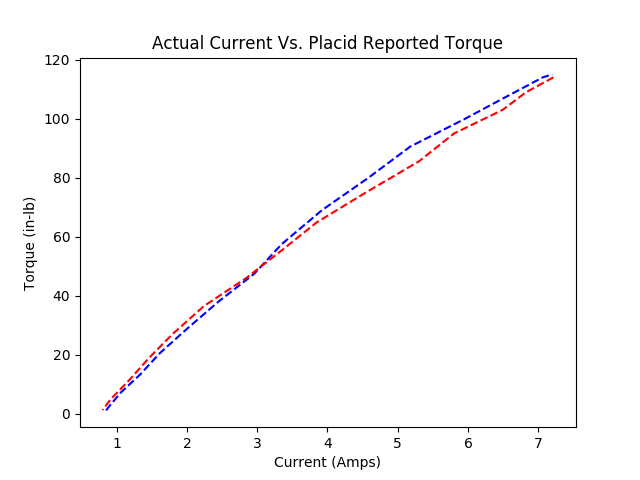 Actual Current Vs. Placid Reported Torque
120
100
80
60
40
20
0
Torque (in-lb)
1 2 3 4 5 6 7
Current (Amps)